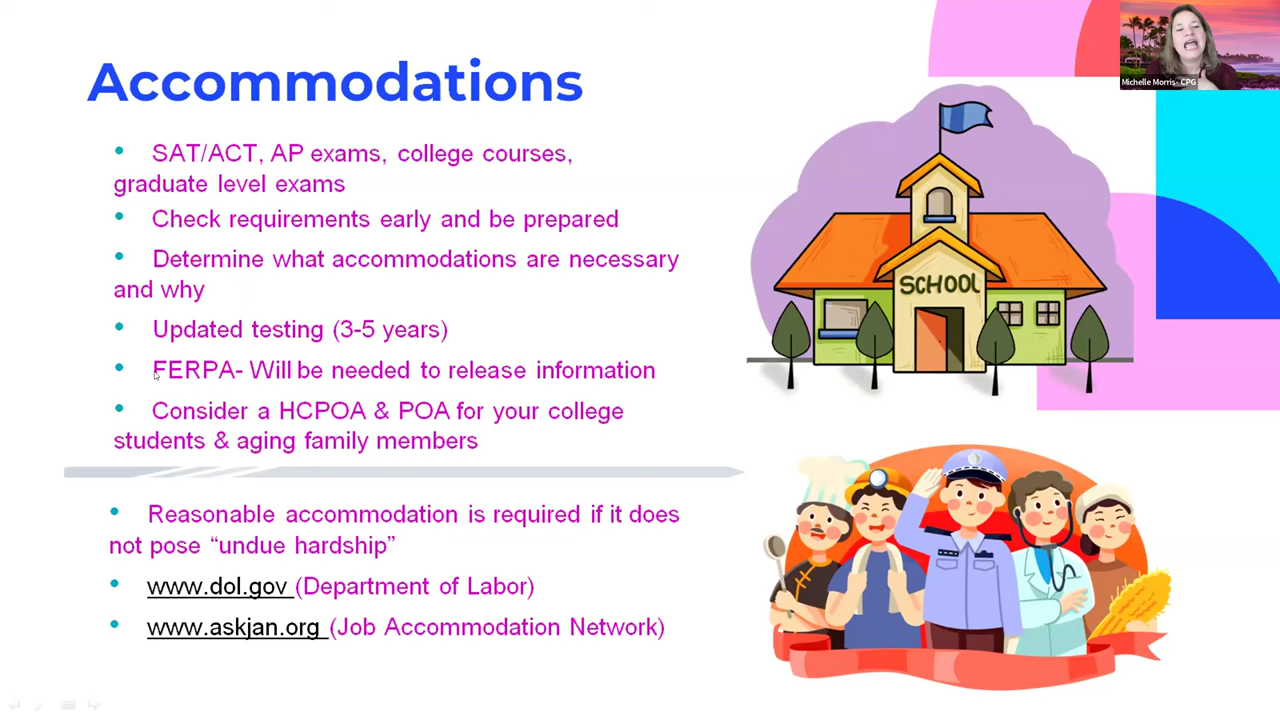 Accommodations
• SAT/ACT, AP exams, college courses,
graduate level exams
• Check requirements early and be prepared
• Determine what accommodations are necessary
and why
• Updated testing (3-5 years)
• FERPA- Will be needed to release information
• Consider a HCPOA & POA for your college
students & aging family members
• Reasonable accommodation is required if it does
not pose “undue hardship”
• www.dol.gov (Department of Labor)
• www.askjan.org (Job Accommodation Network)
SCHOOL
Michelle Morris- CPG